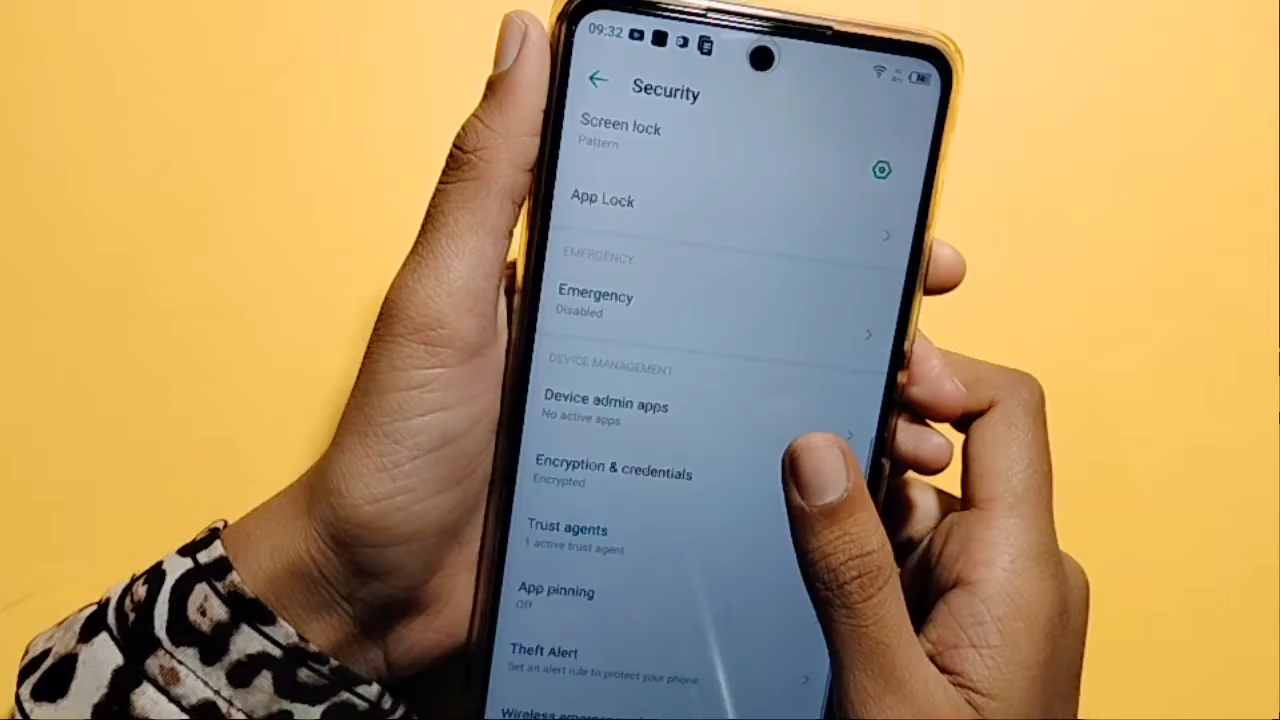 09:32
Security
Screen lock
Pattern
App Lock
EMERGENCY
Emergency
Disabled
DEVICE MANAGEMENT
Device admin apps
No active apps
Encryption & credentials
Encrypted
Trust agents
1 active trust agent
App pinning
Off
Theft Alert
Set an alert rule to protect your phone
Wireless